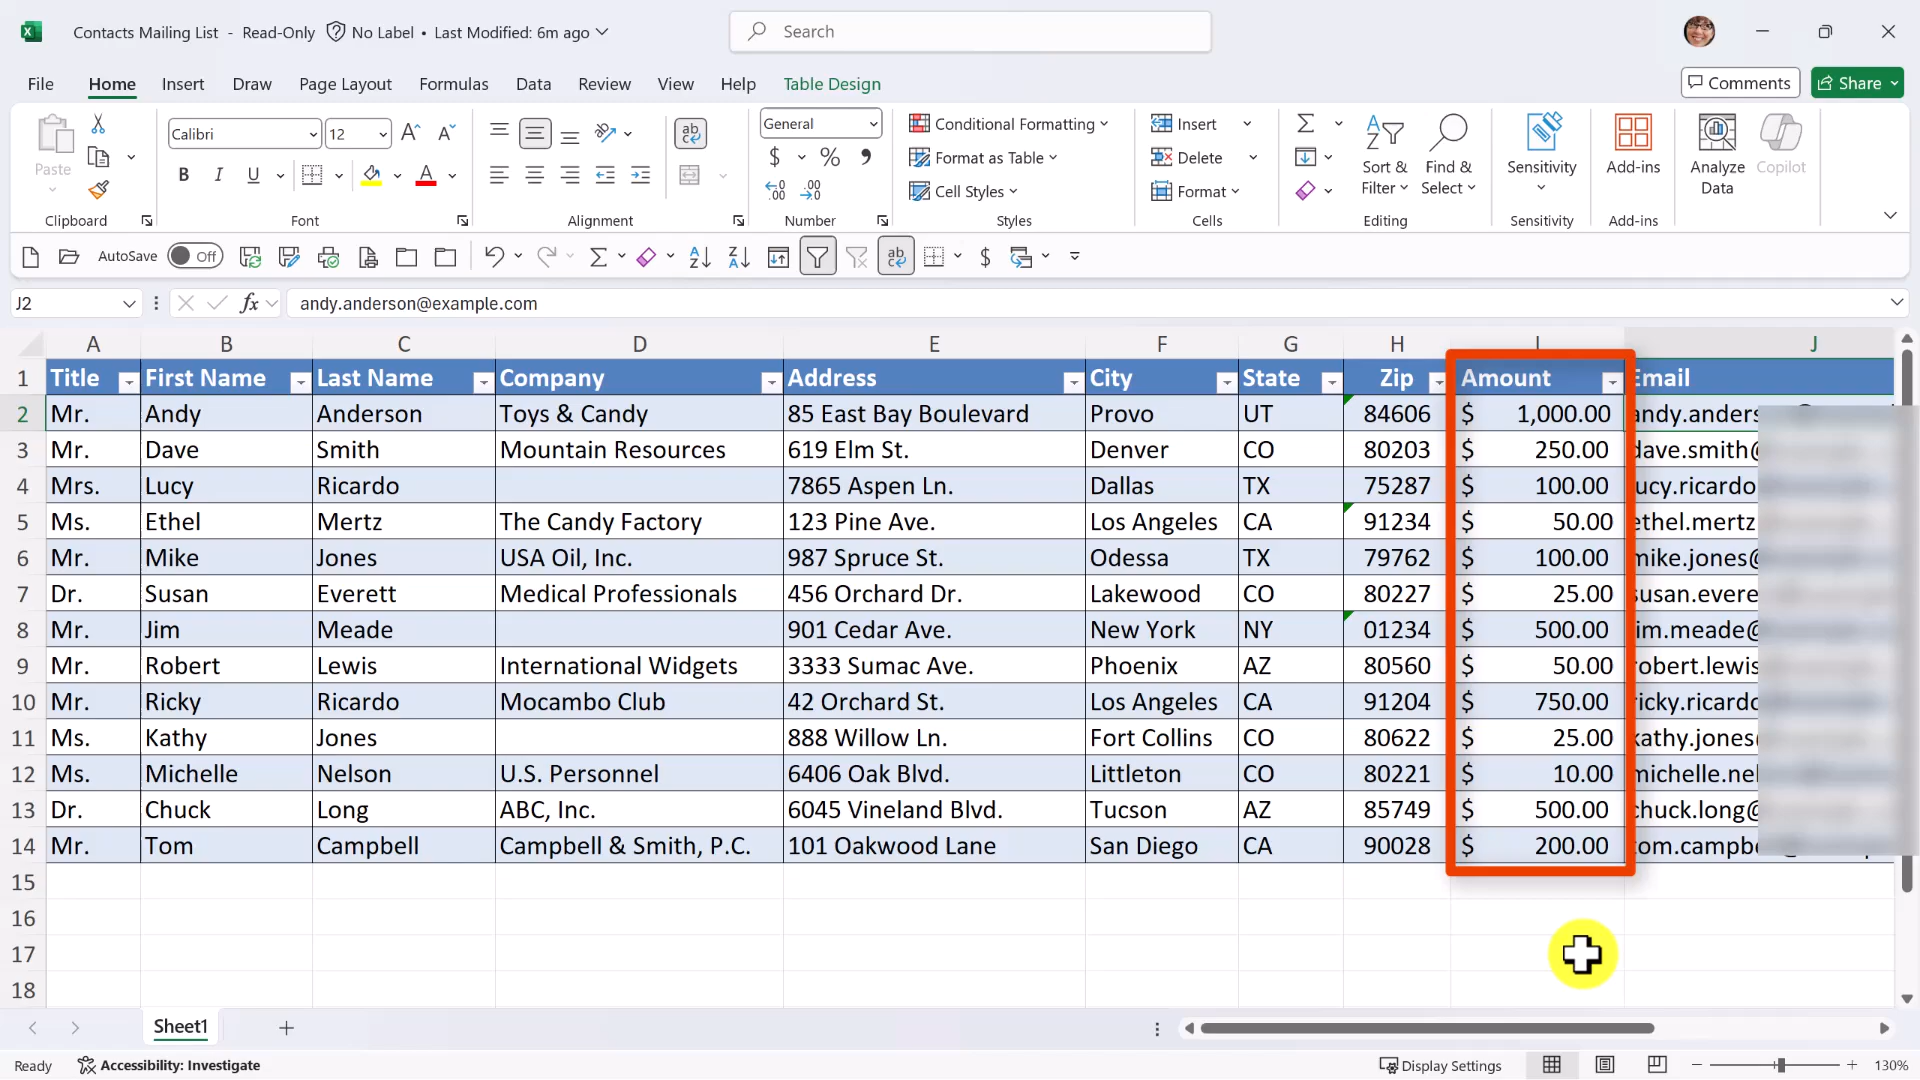 Contacts Mailing List - Read-Only No Label • Last Modified: 6m ago
Search
File Home Insert Draw Page Layout Formulas Data Review View Help Table Design Comments Share
Paste
Clipboard
Calibri 12
B I U A
Font
ab
Alignment
General
$ % ,
Number
Conditional Formatting
Format as Table
Cell Styles
Styles
Insert
Delete
Format
Cells
Sort & Filter
Find & Select
Editing
Sensitivity
Sensitivity
Add-ins
Add-ins
Analyze Data
Copilot
AutoSave Off
J2 fx andy.anderson@example.com
A B C D E F G H I J
1 Title First Name Last Name Company Address City State Zip Amount Email
2 Mr. Andy Anderson Toys & Candy 85 East Bay Boulevard Provo UT 84606 $ 1,000.00
3 Mr. Dave Smith Mountain Resources 619 Elm St. Denver CO 80203 $ 250.00 dave.smith@
4 Mrs. Lucy Ricardo 7865 Aspen Ln. Dallas TX 75287 $ 100.00 lucy.ricardo
5 Ms. Ethel Mertz The Candy Factory 123 Pine Ave. Los Angeles CA 91234 $ 50.00 ethel.mertz
6 Mr. Mike Jones USA Oil, Inc. 987 Spruce St. Odessa TX 79762 $ 100.00 mike.jones@
7 Dr. Susan Everett Medical Professionals 456 Orchard Dr. Lakewood CO 80227 $ 25.00 susan.evere
8 Mr. Jim Meade 901 Cedar Ave. New York NY 01234 $ 500.00 jim.meade@
9 Mr. Robert Lewis International Widgets 3333 Sumac Ave. Phoenix AZ 80560 $ 50.00 robert.lewis
10 Mr. Ricky Ricardo Mocambo Club 42 Orchard St. Los Angeles CA 91204 $ 750.00 ricky.ricardo
11 Ms. Kathy Jones 888 Willow Ln. Fort Collins CO 80622 $ 25.00 kathy.jones
12 Ms. Michelle Nelson U.S. Personnel 6406 Oak Blvd. Littleton CO 80221 $ 10.00 michelle.nel
13 Dr. Chuck Long ABC, Inc. 6045 Vineland Blvd. Tucson AZ 85749 $ 500.00 chuck.long@
14 Mr. Tom Campbell Campbell & Smith, P.C. 101 Oakwood Lane San Diego CA 90028 $ 200.00 tom.campb
15
16
17
18
Sheet1
Ready Accessibility: Investigate Display Settings 130%